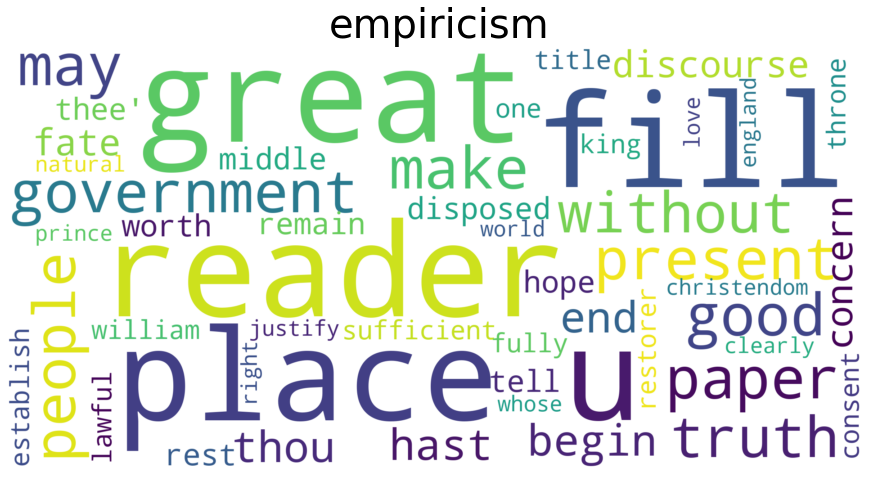 empiricism
may
great
title
discourse
thee'
one
fill
king
love
england
throne
fate
natural
middle
make
government
disposed
without
prince
worth
remain
world
people
reader
present
hope
christendom
concern
william
justify
sufficient
end
good
restorer
fully
clearly
establish
lawful
place
right
u
tell
whose
paper
consent
rest
thou
hast
begin
truth